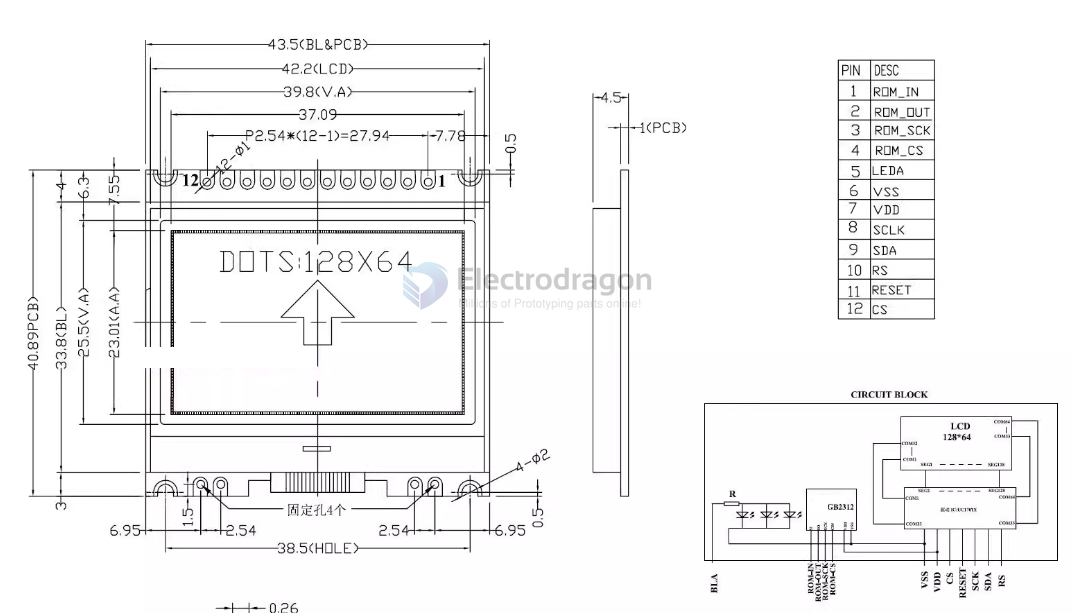 43.5(BL&PCB)
42.2(LCD)
39.8(V.A)
37.09
P2.54*(12-1)=27.94
7.78
12-Ø1
0.5
12
1
4
6.3
7.55
40.89PCB)
33.8(BL)
25.5(V.A)
23.01(A.A)
DOTS:128X64
Electrodragon
Millions of Prototyping parts online!
4.5
1(PCB)
PIN DESC
1 ROM_IN
2 ROM_OUT
3 ROM_SCK
4 ROM_CS
5 LEDA
6 VSS
7 VDD
8 SCLK
9 SDA
10 RS
11 RESET
12 CS
4-Ø2
固定孔4个
3
1.5
0.5
6.95
2.54
2.54
6.95
38.5(HOLE)
0.26
CIRCUIT BLOCK
LCD
128*64
COM64
COM33
COM32
COM1
SEG1
SEG128
SEG1
SEG128
COM1
COM64
COM32
COM33
R
GB2312
BLA
ROM-IN
ROM-OUT
ROM-SCK
ROM-CS
VSS
VDD
CS
RESET
SCK
SDA
RS